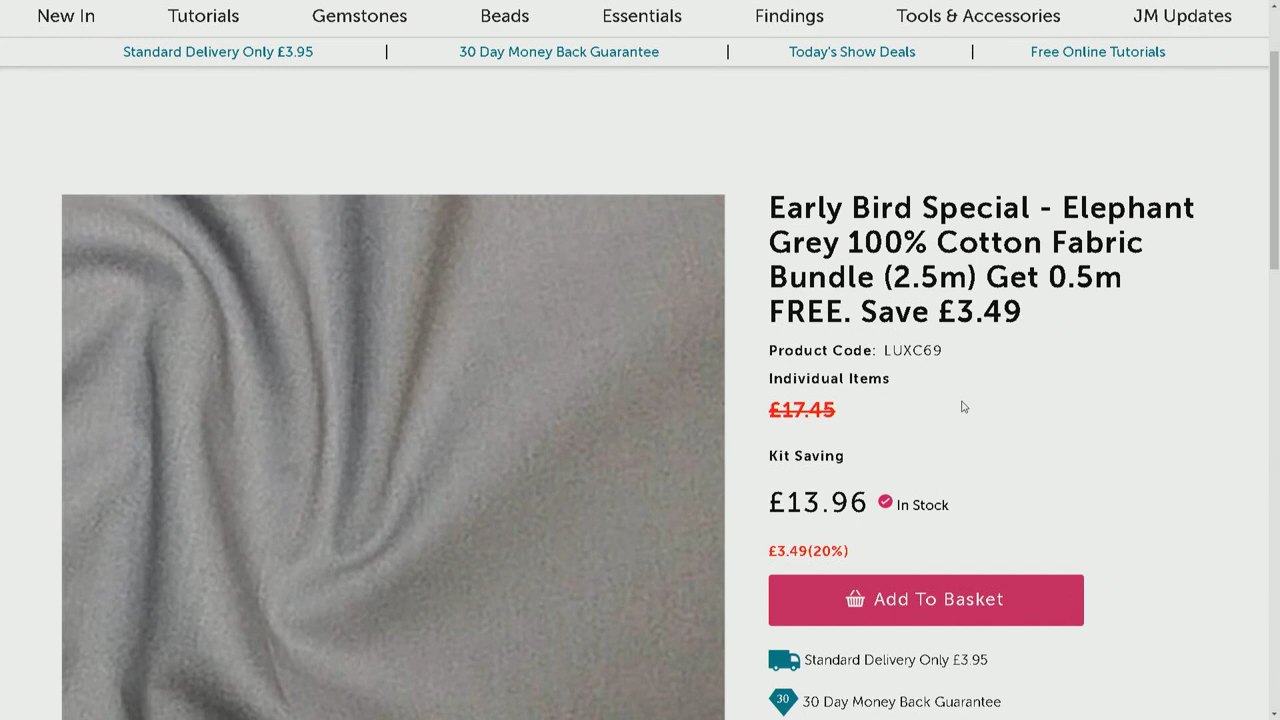 New In Tutorials Gemstones Beads Essentials Findings Tools & Accessories JM Updates
Standard Delivery Only £3.95 | 30 Day Money Back Guarantee | Today's Show Deals | Free Online Tutorials
Early Bird Special - Elephant
Grey 100% Cotton Fabric
Bundle (2.5m) Get 0.5m
FREE. Save £3.49
Product Code: LUXC69
Individual Items
£17.45
Kit Saving
£13.96 In Stock
£3.49(20%)
Add To Basket
Standard Delivery Only £3.95
30 30 Day Money Back Guarantee